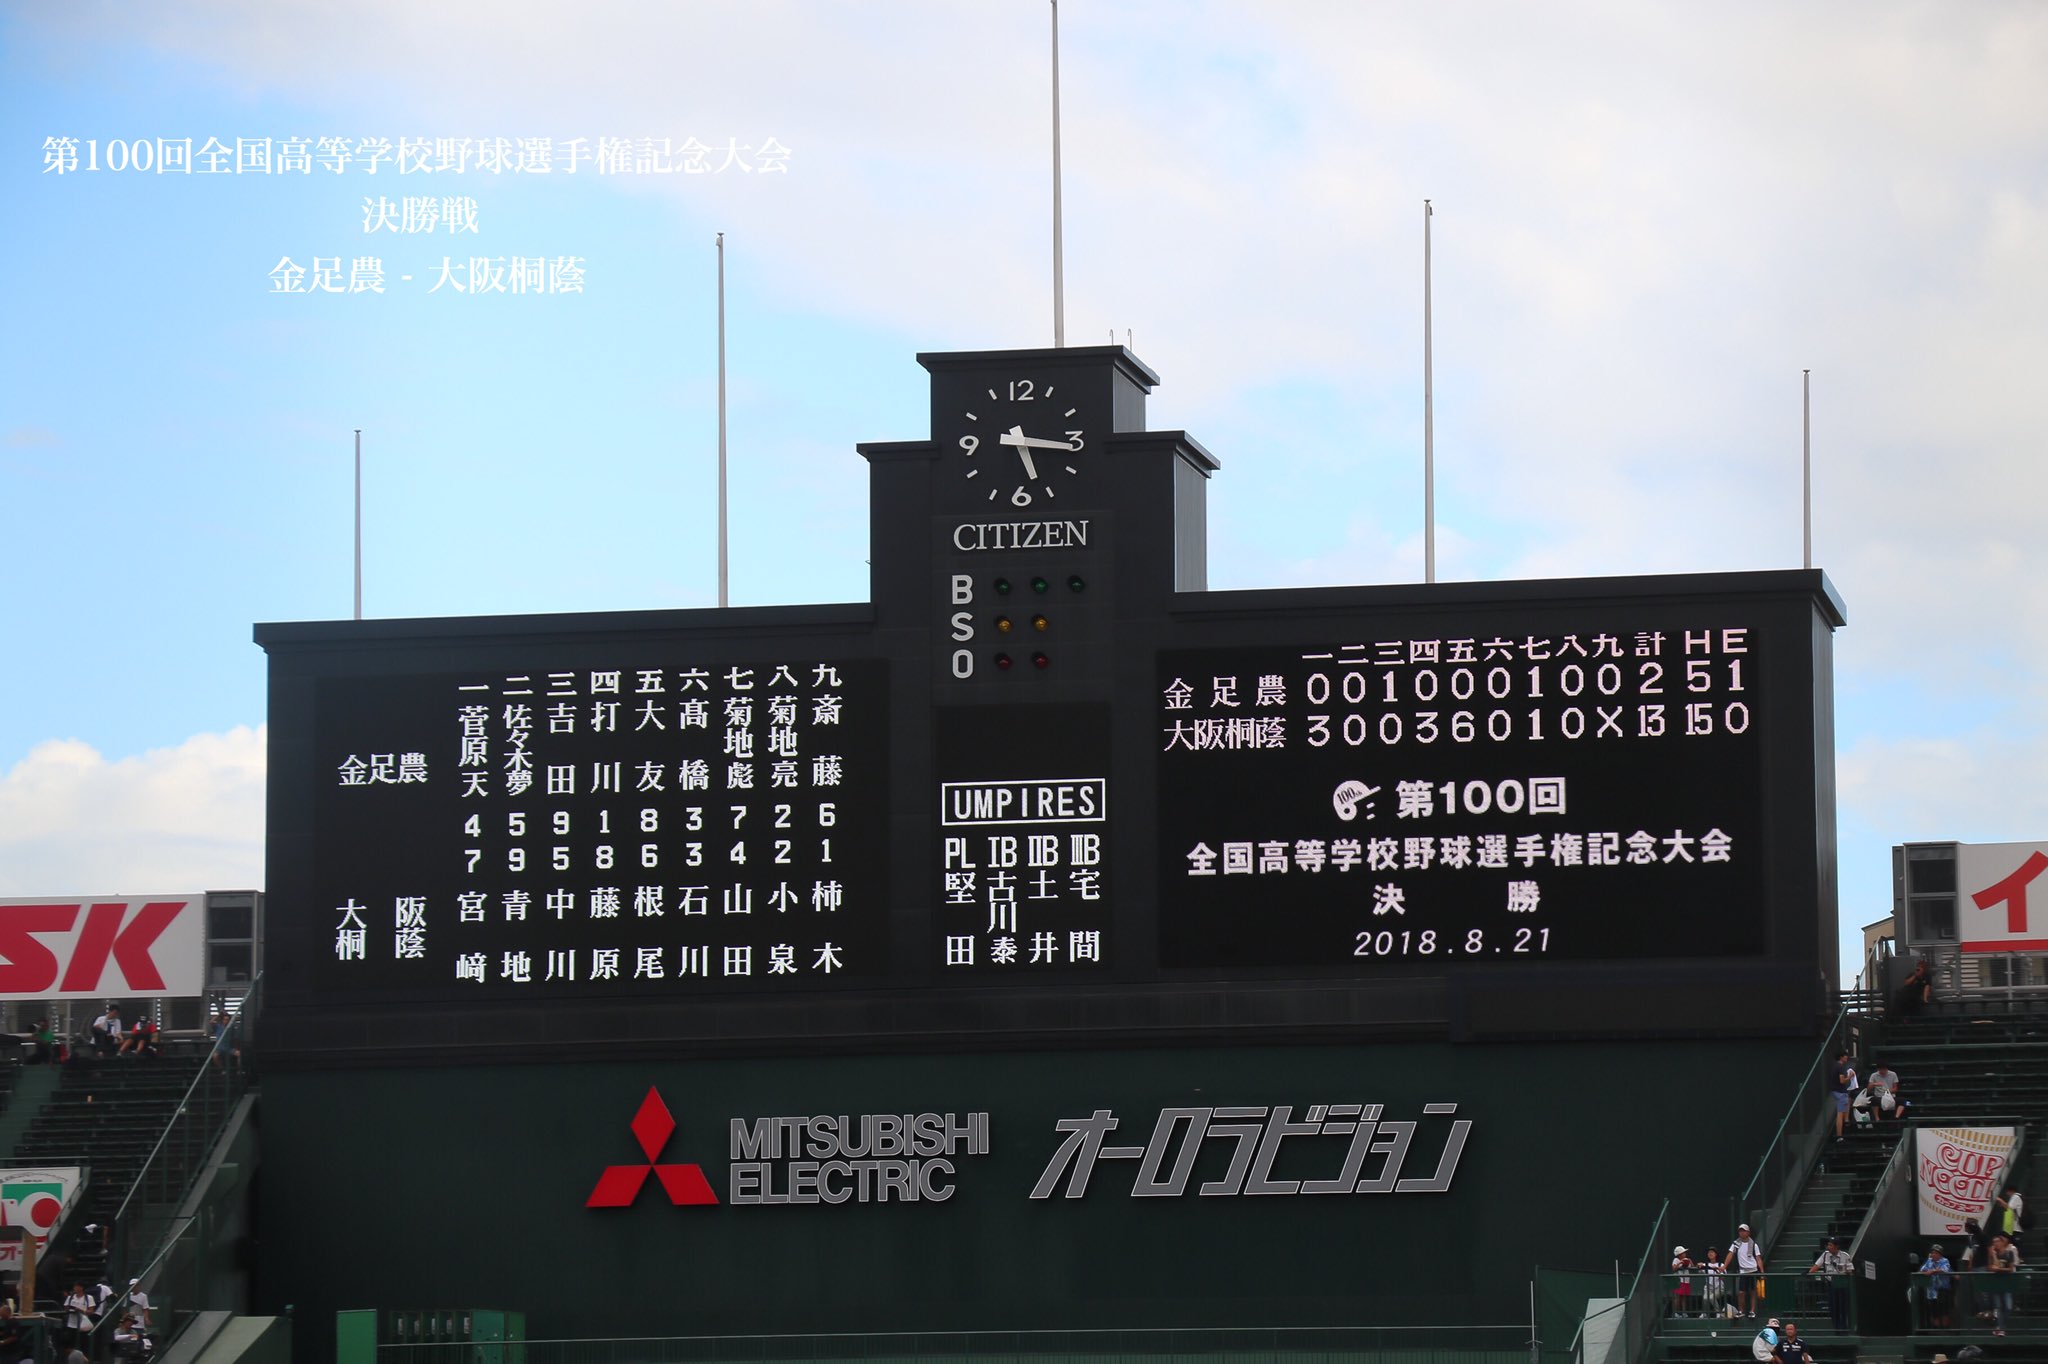 第100回全国高等学校野球選手権記念大会
決勝戦
金足農 - 大阪桐蔭
12
3
6
9
CITIZEN
B
S
O
一 二 三 四 五 六 七 八 九
金足農 菅原天 佐々木夢 吉田 打川 大友 髙橋 菊地彪 菊地亮 斎藤
4 5 9 1 8 3 7 2 6
7 9 5 8 6 3 4 2 1
大阪桐蔭 宮﨑 青地 中川 藤原 根尾 石川 山田 小泉 柿木
UMPIRES
PL ⅠB ⅡB ⅢB
堅田 古川泰 土井 宅間
一二三四五六七八九計 H E
金足農 0 0 1 0 0 0 1 0 0 2 5 1
大阪桐蔭 3 0 0 3 6 0 1 0 X 13 15 0
100th 第100回
全国高等学校野球選手権記念大会
決勝
2018.8.21
SK
イ
MITSUBISHI
ELECTRIC
オーロラビジョン
CUP
NOODL